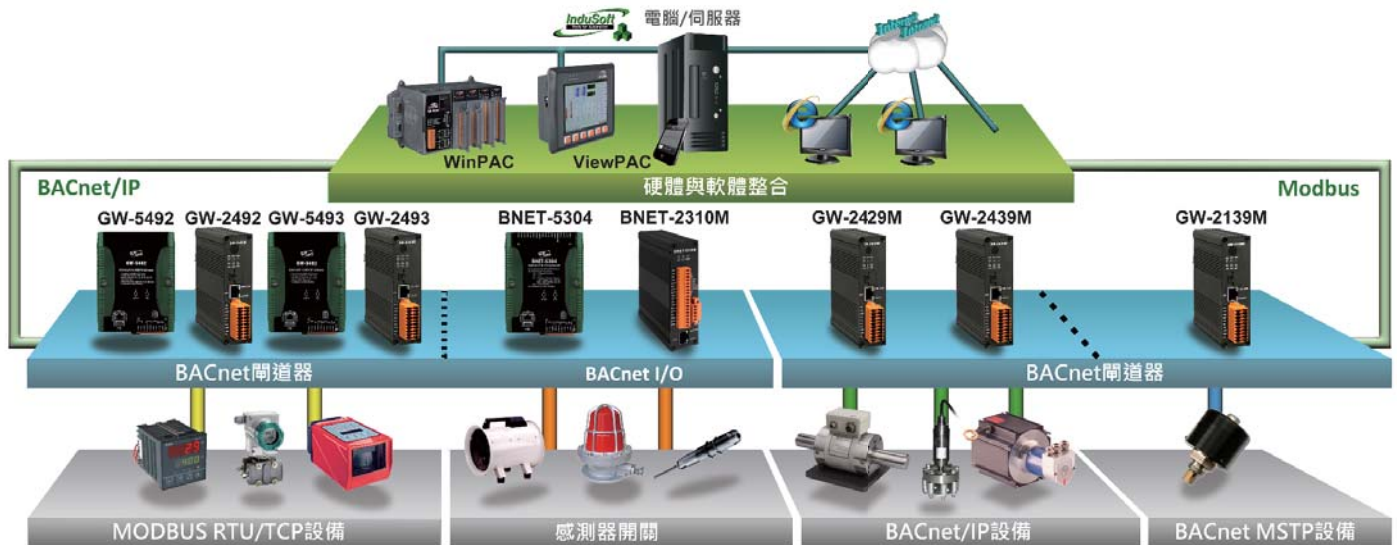 InduSoft
電腦/伺服器
Internet
Intranet
WinPAC
ViewPAC
硬體與軟體整合
BACnet/IP
Modbus
GW-5492
GW-2492
GW-5493
GW-2493
BNET-5304
BNET-2310M
GW-2429M
GW-2439M
GW-2139M
BACnet閘道器
BACnet I/O
BACnet閘道器
MODBUS RTU/TCP設備
感測器開關
BACnet/IP設備
BACnet MSTP設備